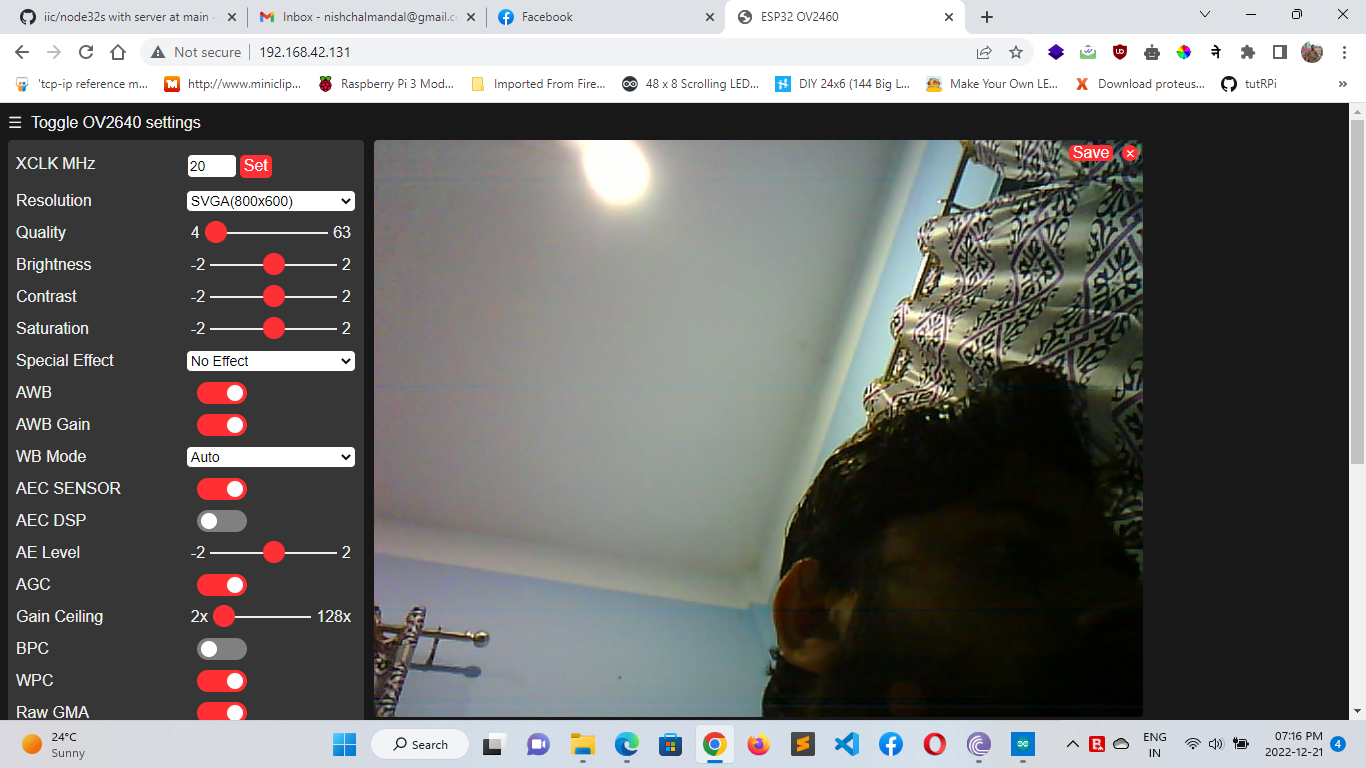 iic/node32s with server at main
Inbox - nishchalmandal@gmail.c
Facebook
ESP32 OV2460
Not secure
192.168.42.131
'tcp-ip reference m...
http://www.miniclip...
Raspberry Pi 3 Mod...
Imported From Fire...
48 x 8 Scrolling LED...
DIY 24x6 (144 Big L...
Make Your Own LE...
Download proteus...
tutRPi
»
☰ Toggle OV2640 settings
XCLK MHz 20 Set
Save
Resolution SVGA(800x600)
Quality 4 63
Brightness -2 2
Contrast -2 2
Saturation -2 2
Special Effect No Effect
AWB
AWB Gain
WB Mode Auto
AEC SENSOR
AEC DSP
AE Level -2 2
AGC
Gain Ceiling 2x 128x
BPC
WPC
Raw GMA
24°C
Sunny
Search
ENG
IN
07:16 PM
2022-12-21
4